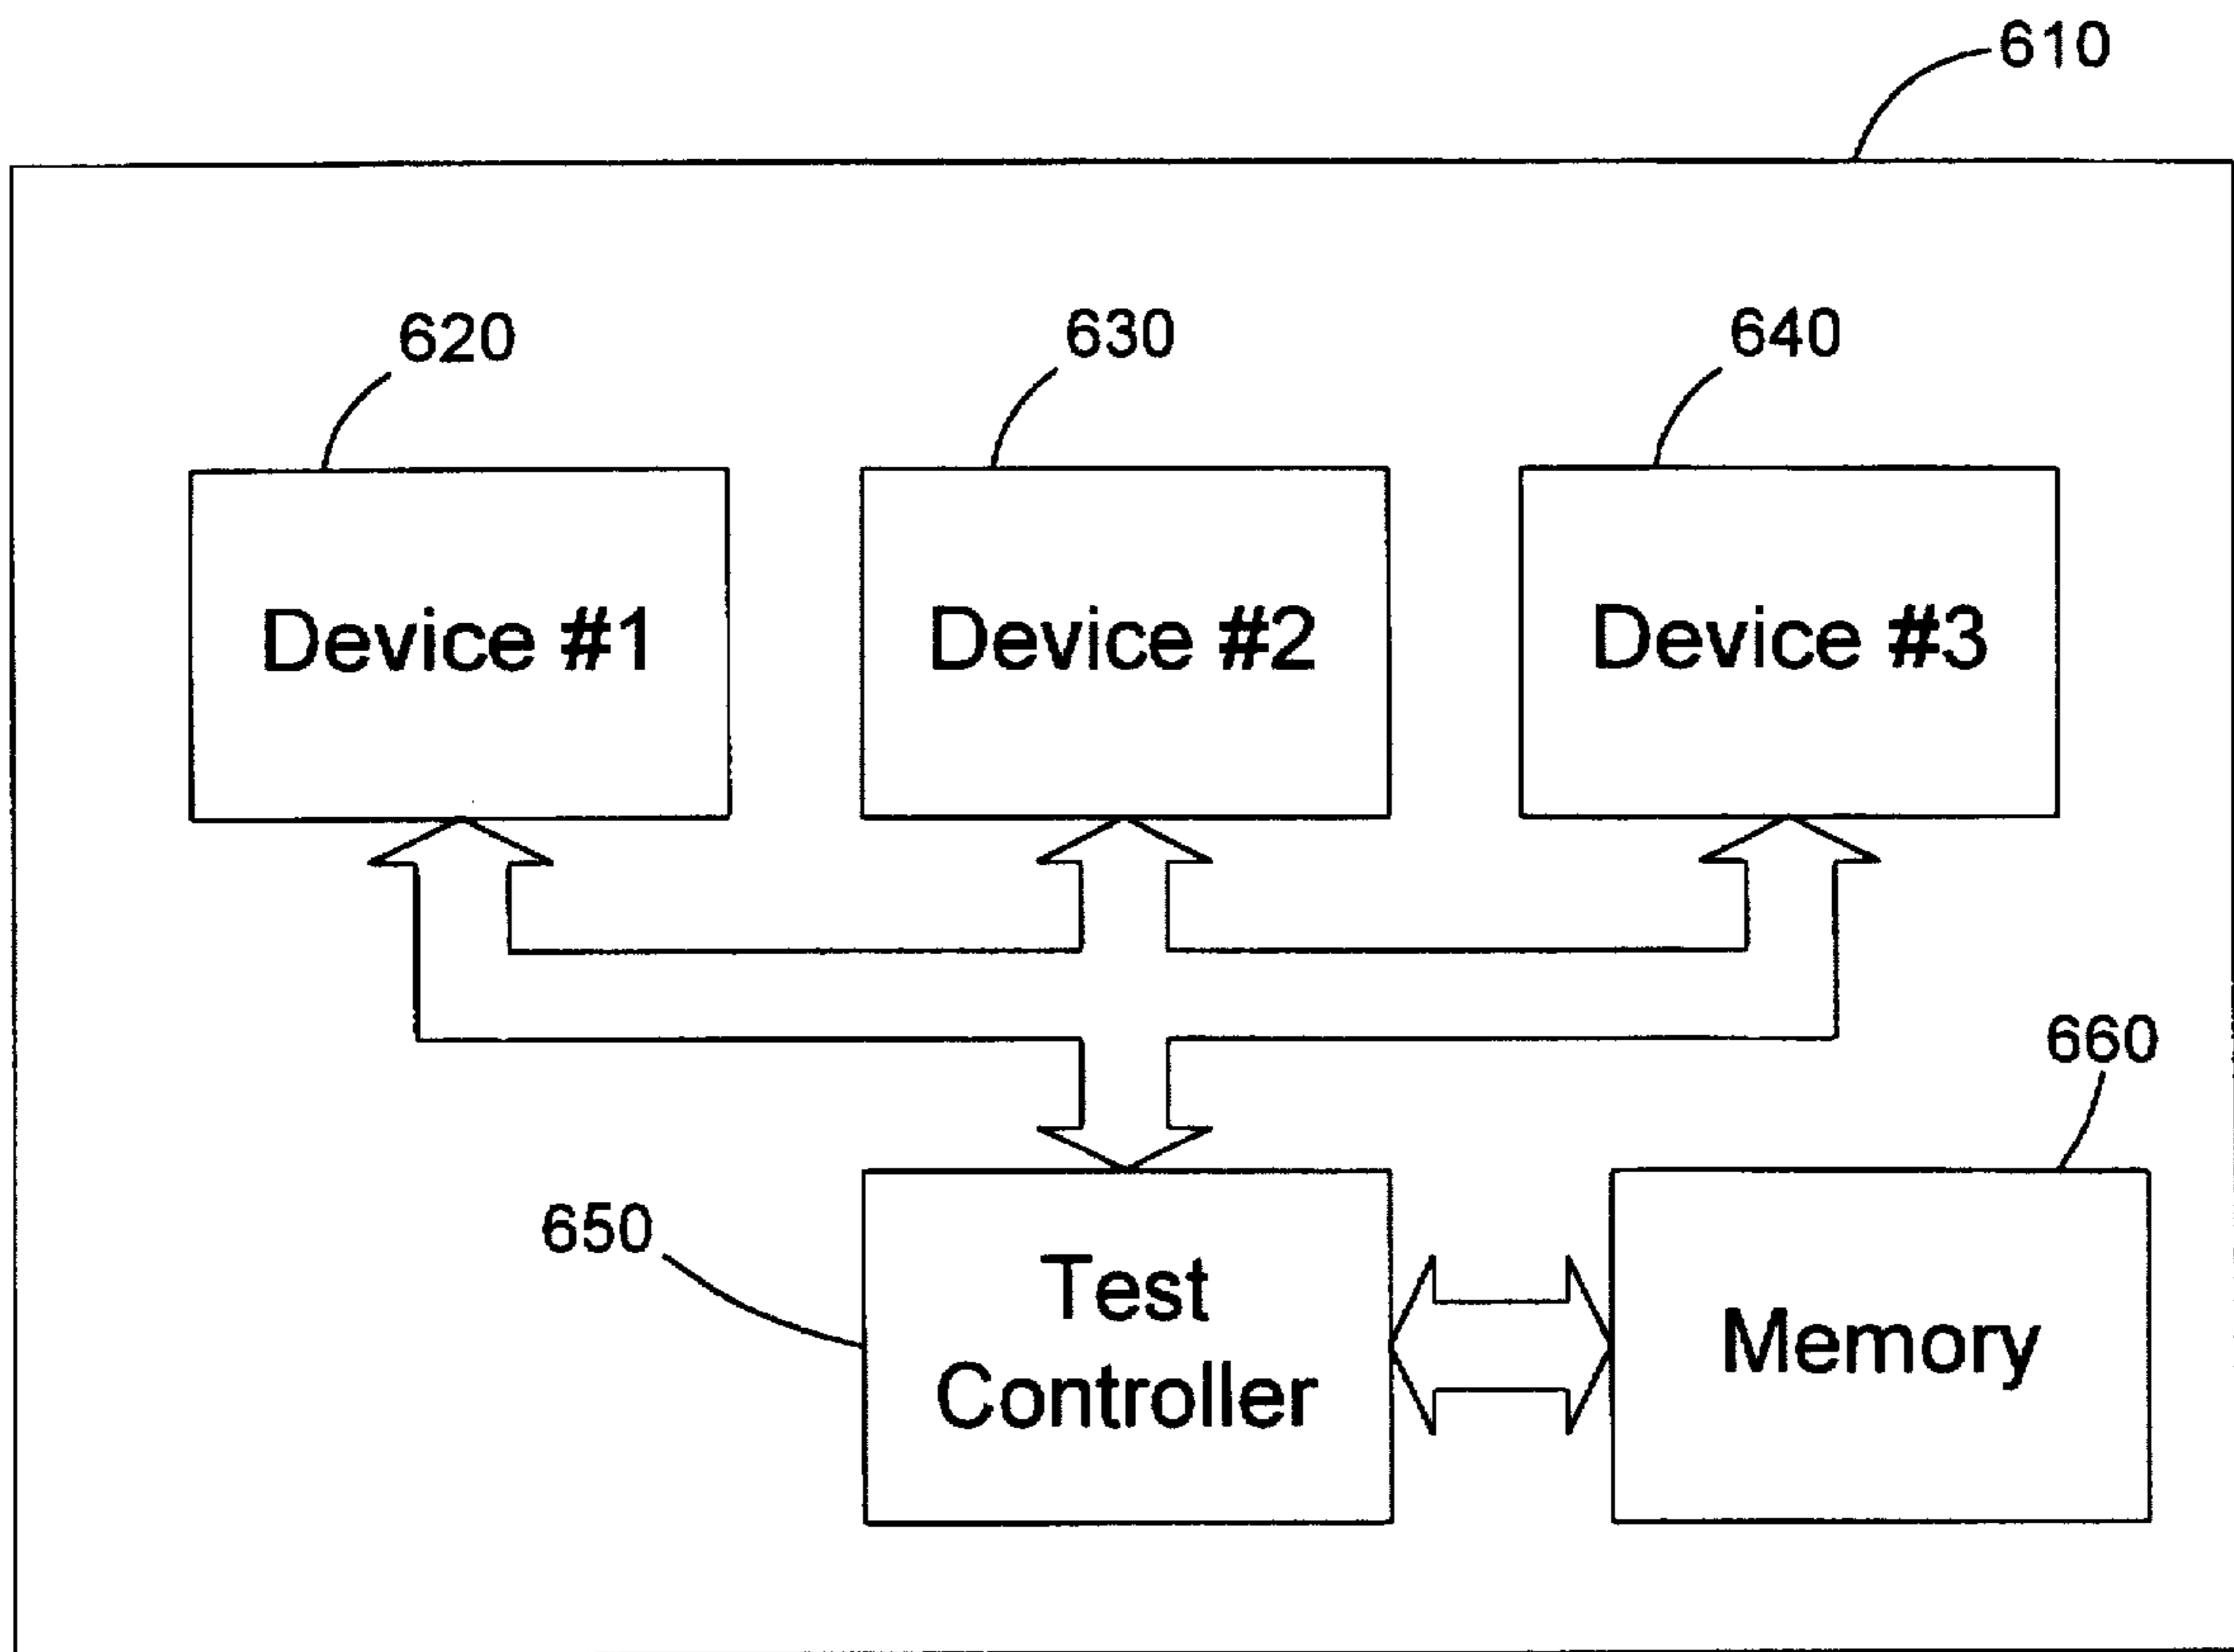 610
620
630
640
Device #1
Device #2
Device #3
660
650
Test
Controller
Memory